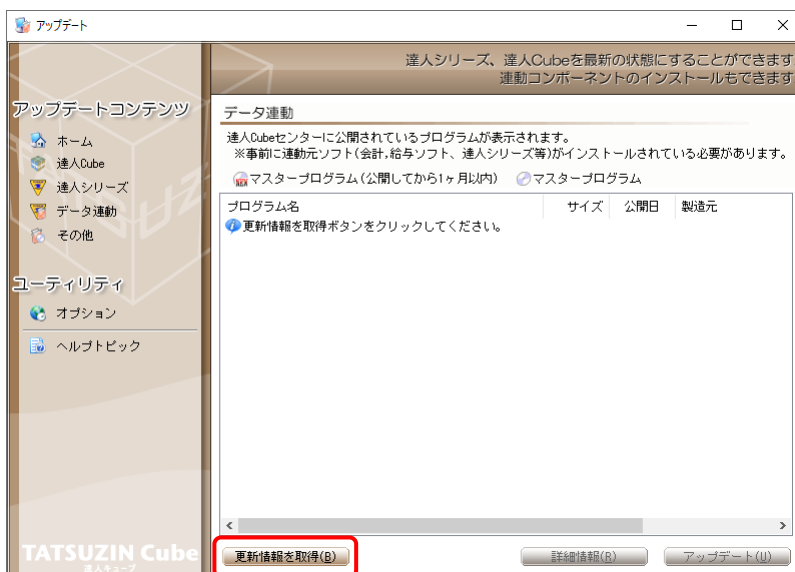 アップデート
達人シリーズ、達人Cubeを最新の状態にすることができます
連動コンポーネントのインストールもできます
アップデートコンテンツ
ホーム
達人Cube
達人シリーズ
データ連動
その他
ユーティリティ
オプション
ヘルプトピック
データ連動
達人Cubeセンターに公開されているプログラムが表示されます。
※事前に連動元ソフト(会計,給与ソフト、達人シリーズ等)がインストールされている必要があります。
マスタープログラム(公開してから1ヶ月以内) マスタープログラム
プログラム名 サイズ 公開日 製造元
更新情報を取得ボタンをクリックしてください。
TATSUZIN Cube
達人キューブ
更新情報を取得(B) 詳細情報(R) アップデート(U)